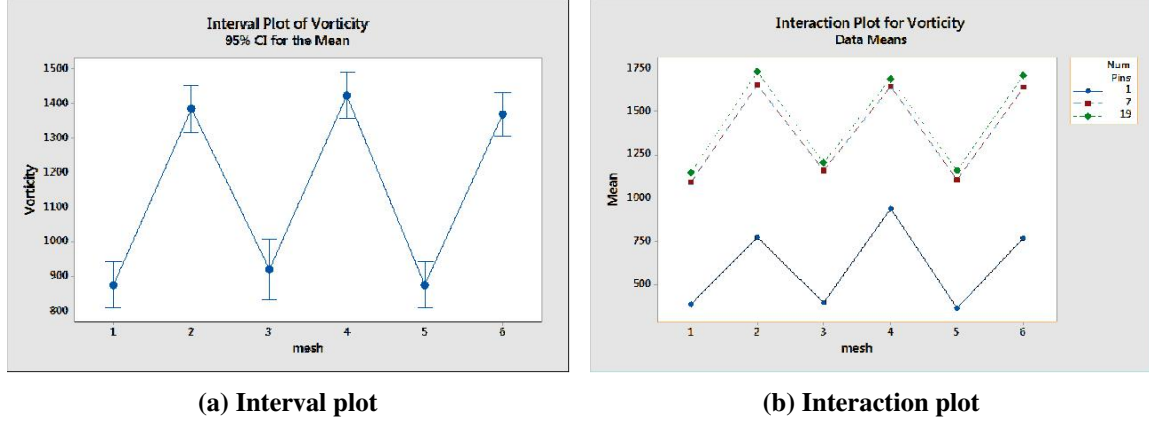 Interval Plot of Vorticity
95% CI for the Mean
Vorticity
1500
1400
1300
1200
1100
1000
900
800
1 2 3 4 5 6
mesh
(a) Interval plot
Interaction Plot for Vorticity
Data Means
Mean
1750
1500
1250
1000
750
500
1 2 3 4 5 6
mesh
Num
Pins
1
7
19
(b) Interaction plot